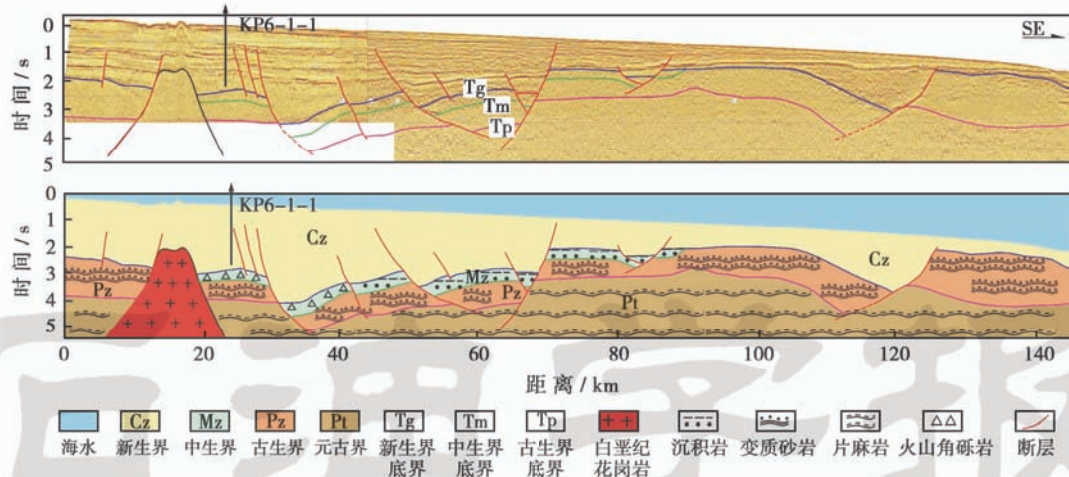 0
1
2
3
4
5
时间/s
KP6-1-1
SE
Tg
Tm
Tp
0
1
2
3
4
5
时间/s
KP6-1-1
Cz
Cz
Pz
Mz
Pz
Pt
0 20 40 60 80 100 120 140
距离/km
Cz Mz Pz Pt Tg Tm Tp
海水 新生界 中生界 古生界 元古界 新生界 中生界 古生界 白垩纪 沉积岩 变质砂岩 片麻岩 火山角砾岩 断层
底界 底界 底界 花岗岩